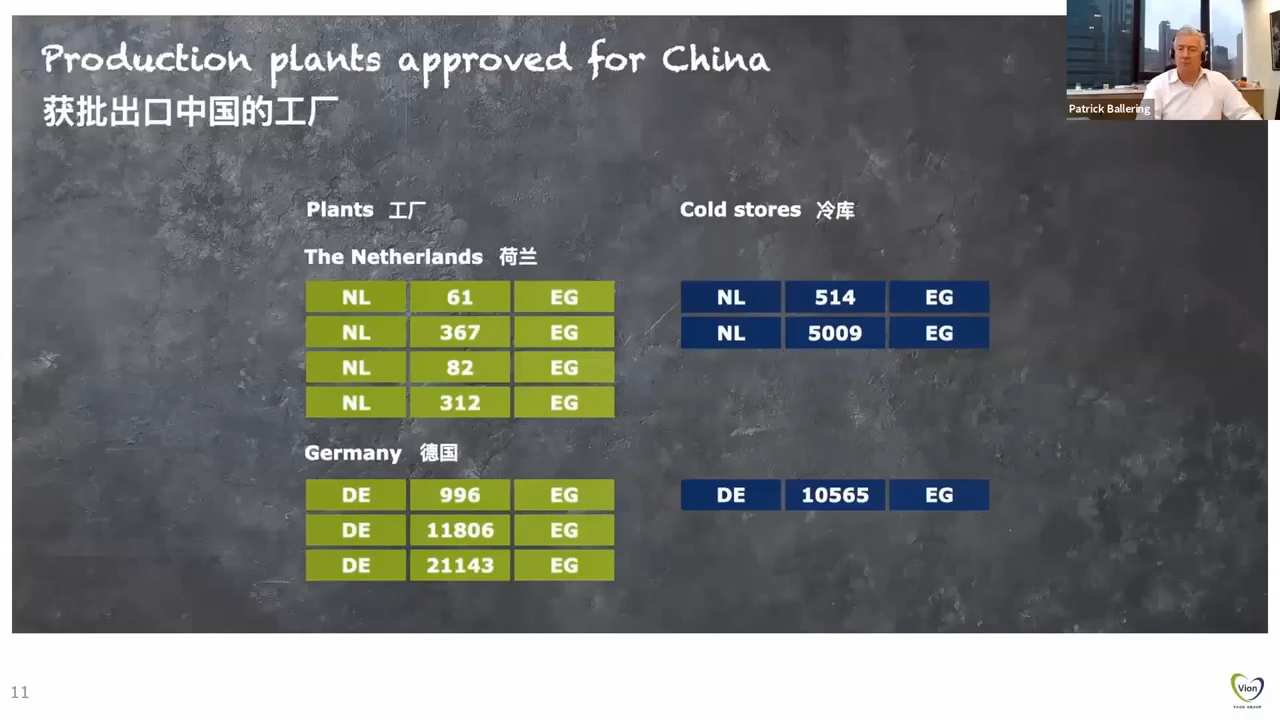 Production plants approved for China
获批出口中国的工厂
Patrick Ballering
Plants 工厂
Cold stores 冷库
The Netherlands 荷兰
NL 61 EG
NL 514 EG
NL 367 EG
NL 5009 EG
NL 82 EG
NL 312 EG
Germany 德国
DE 996 EG
DE 10565 EG
DE 11806 EG
DE 21143 EG
11
Vion
FOOD GROUP